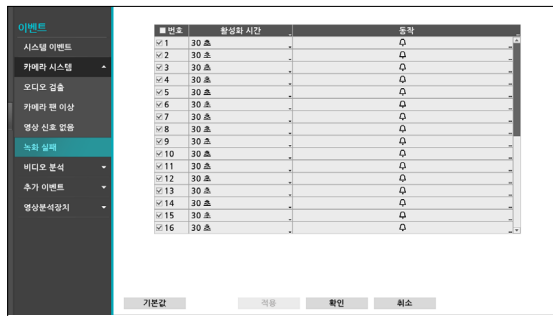 이벤트
시스템 이벤트
카메라 시스템
오디오 검출
카메라 팬 이상
영상 신호 없음
녹화 실패
비디오 분석
추가 이벤트
영상분석장치
번호 활성화 시간 동작
1 30 초
2 30 초
3 30 초
4 30 초
5 30 초
6 30 초
7 30 초
8 30 초
9 30 초
10 30 초
11 30 초
12 30 초
13 30 초
14 30 초
15 30 초
16 30 초
기본값 적용 확인 취소